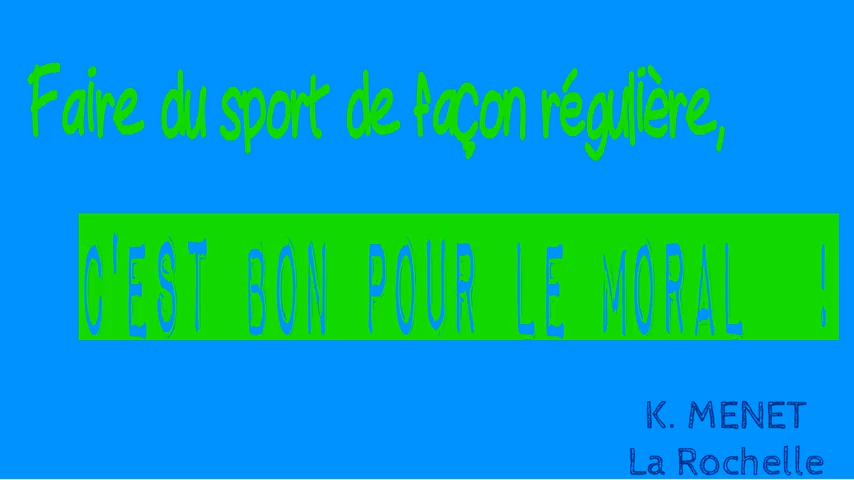 Faire du sport de façon régulière,
C'EST BON POUR LE MORAL !
K. MENET
La Rochelle